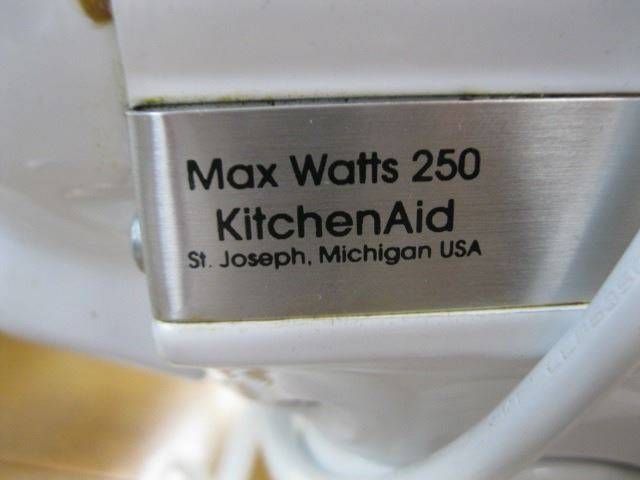 Max Watts 250
KitchenAid
St. Joseph, Michigan USA